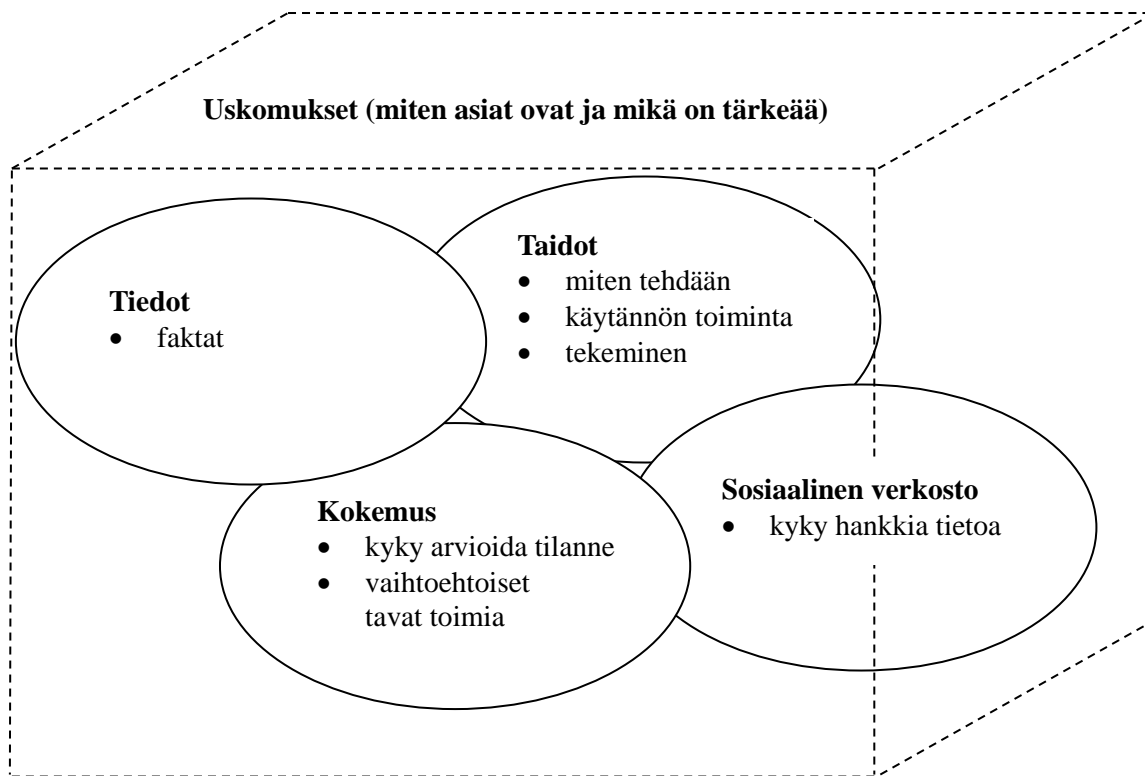 Uskomukset (miten asiat ovat ja mikä on tärkeää)
Tiedot
• faktat
Taidot
• miten tehdään
• käytännön toiminta
• tekeminen
Kokemus
• kyky arvioida tilanne
• vaihtoehtoiset
tavat toimia
Sosiaalinen verkosto
• kyky hankkia tietoa